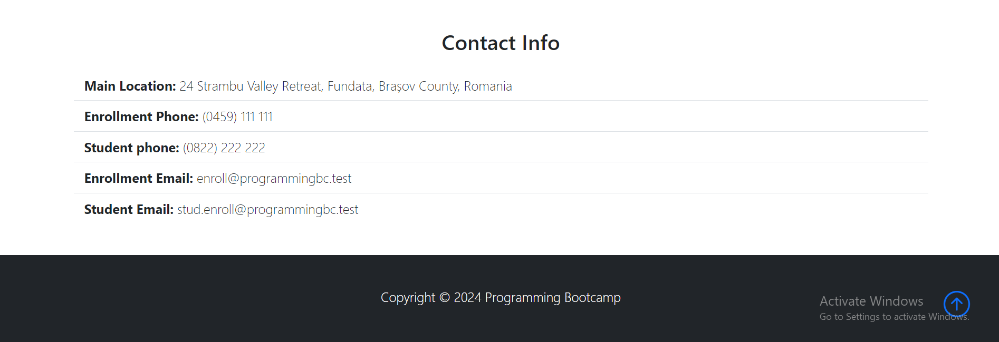 Contact Info
Main Location: 24 Strambu Valley Retreat, Fundata, Brașov County, Romania
Enrollment Phone: (0459) 111 111
Student phone: (0822) 222 222
Enrollment Email: enroll@programmingbc.test
Student Email: stud.enroll@programmingbc.test
Copyright © 2024 Programming Bootcamp
Activate Windows
Go to Settings to activate Windows.